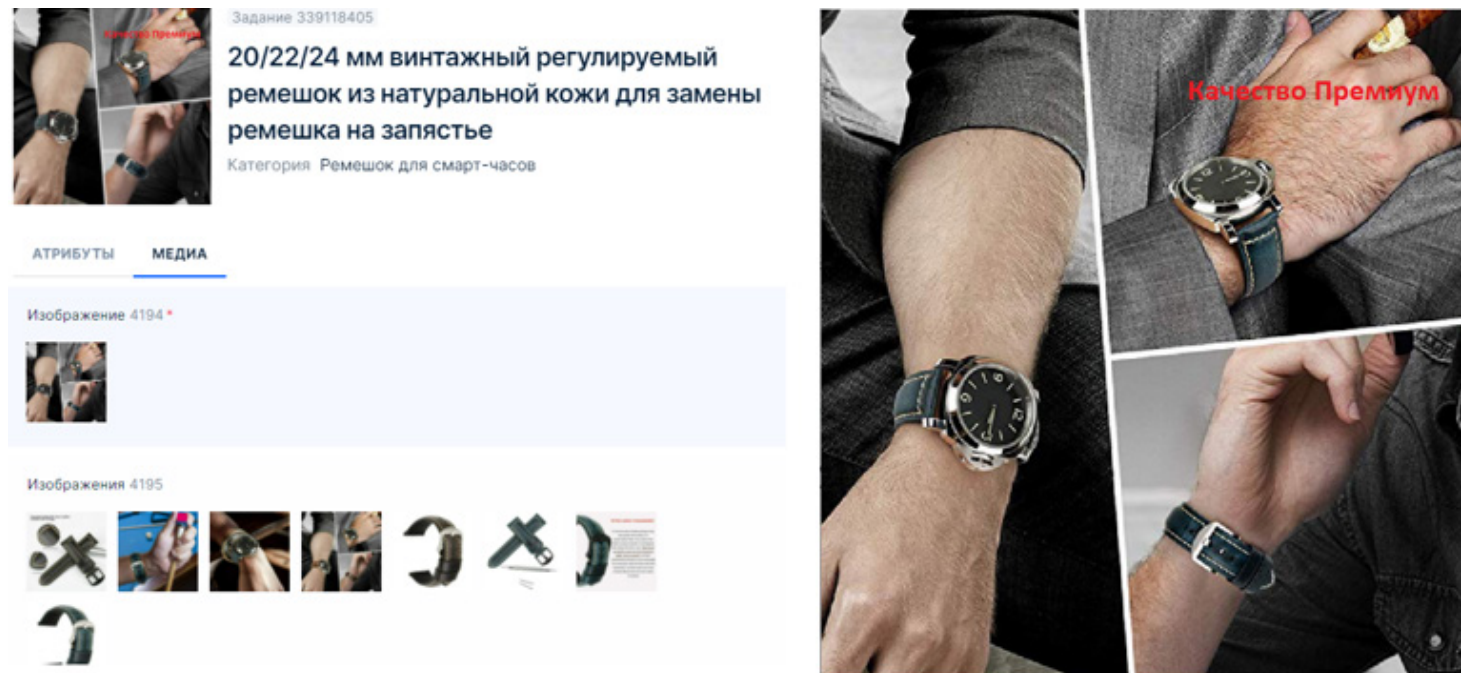 Задание 339118405
20/22/24 мм винтажный регулируемый
ремешок из натуральной кожи для замены
ремешка на запястье
Категория Ремешок для смарт-часов
Качество Премиум
АТРИБУТЫ МЕДИА
Изображение 4194 *
Изображения 4195
Качество Премиум